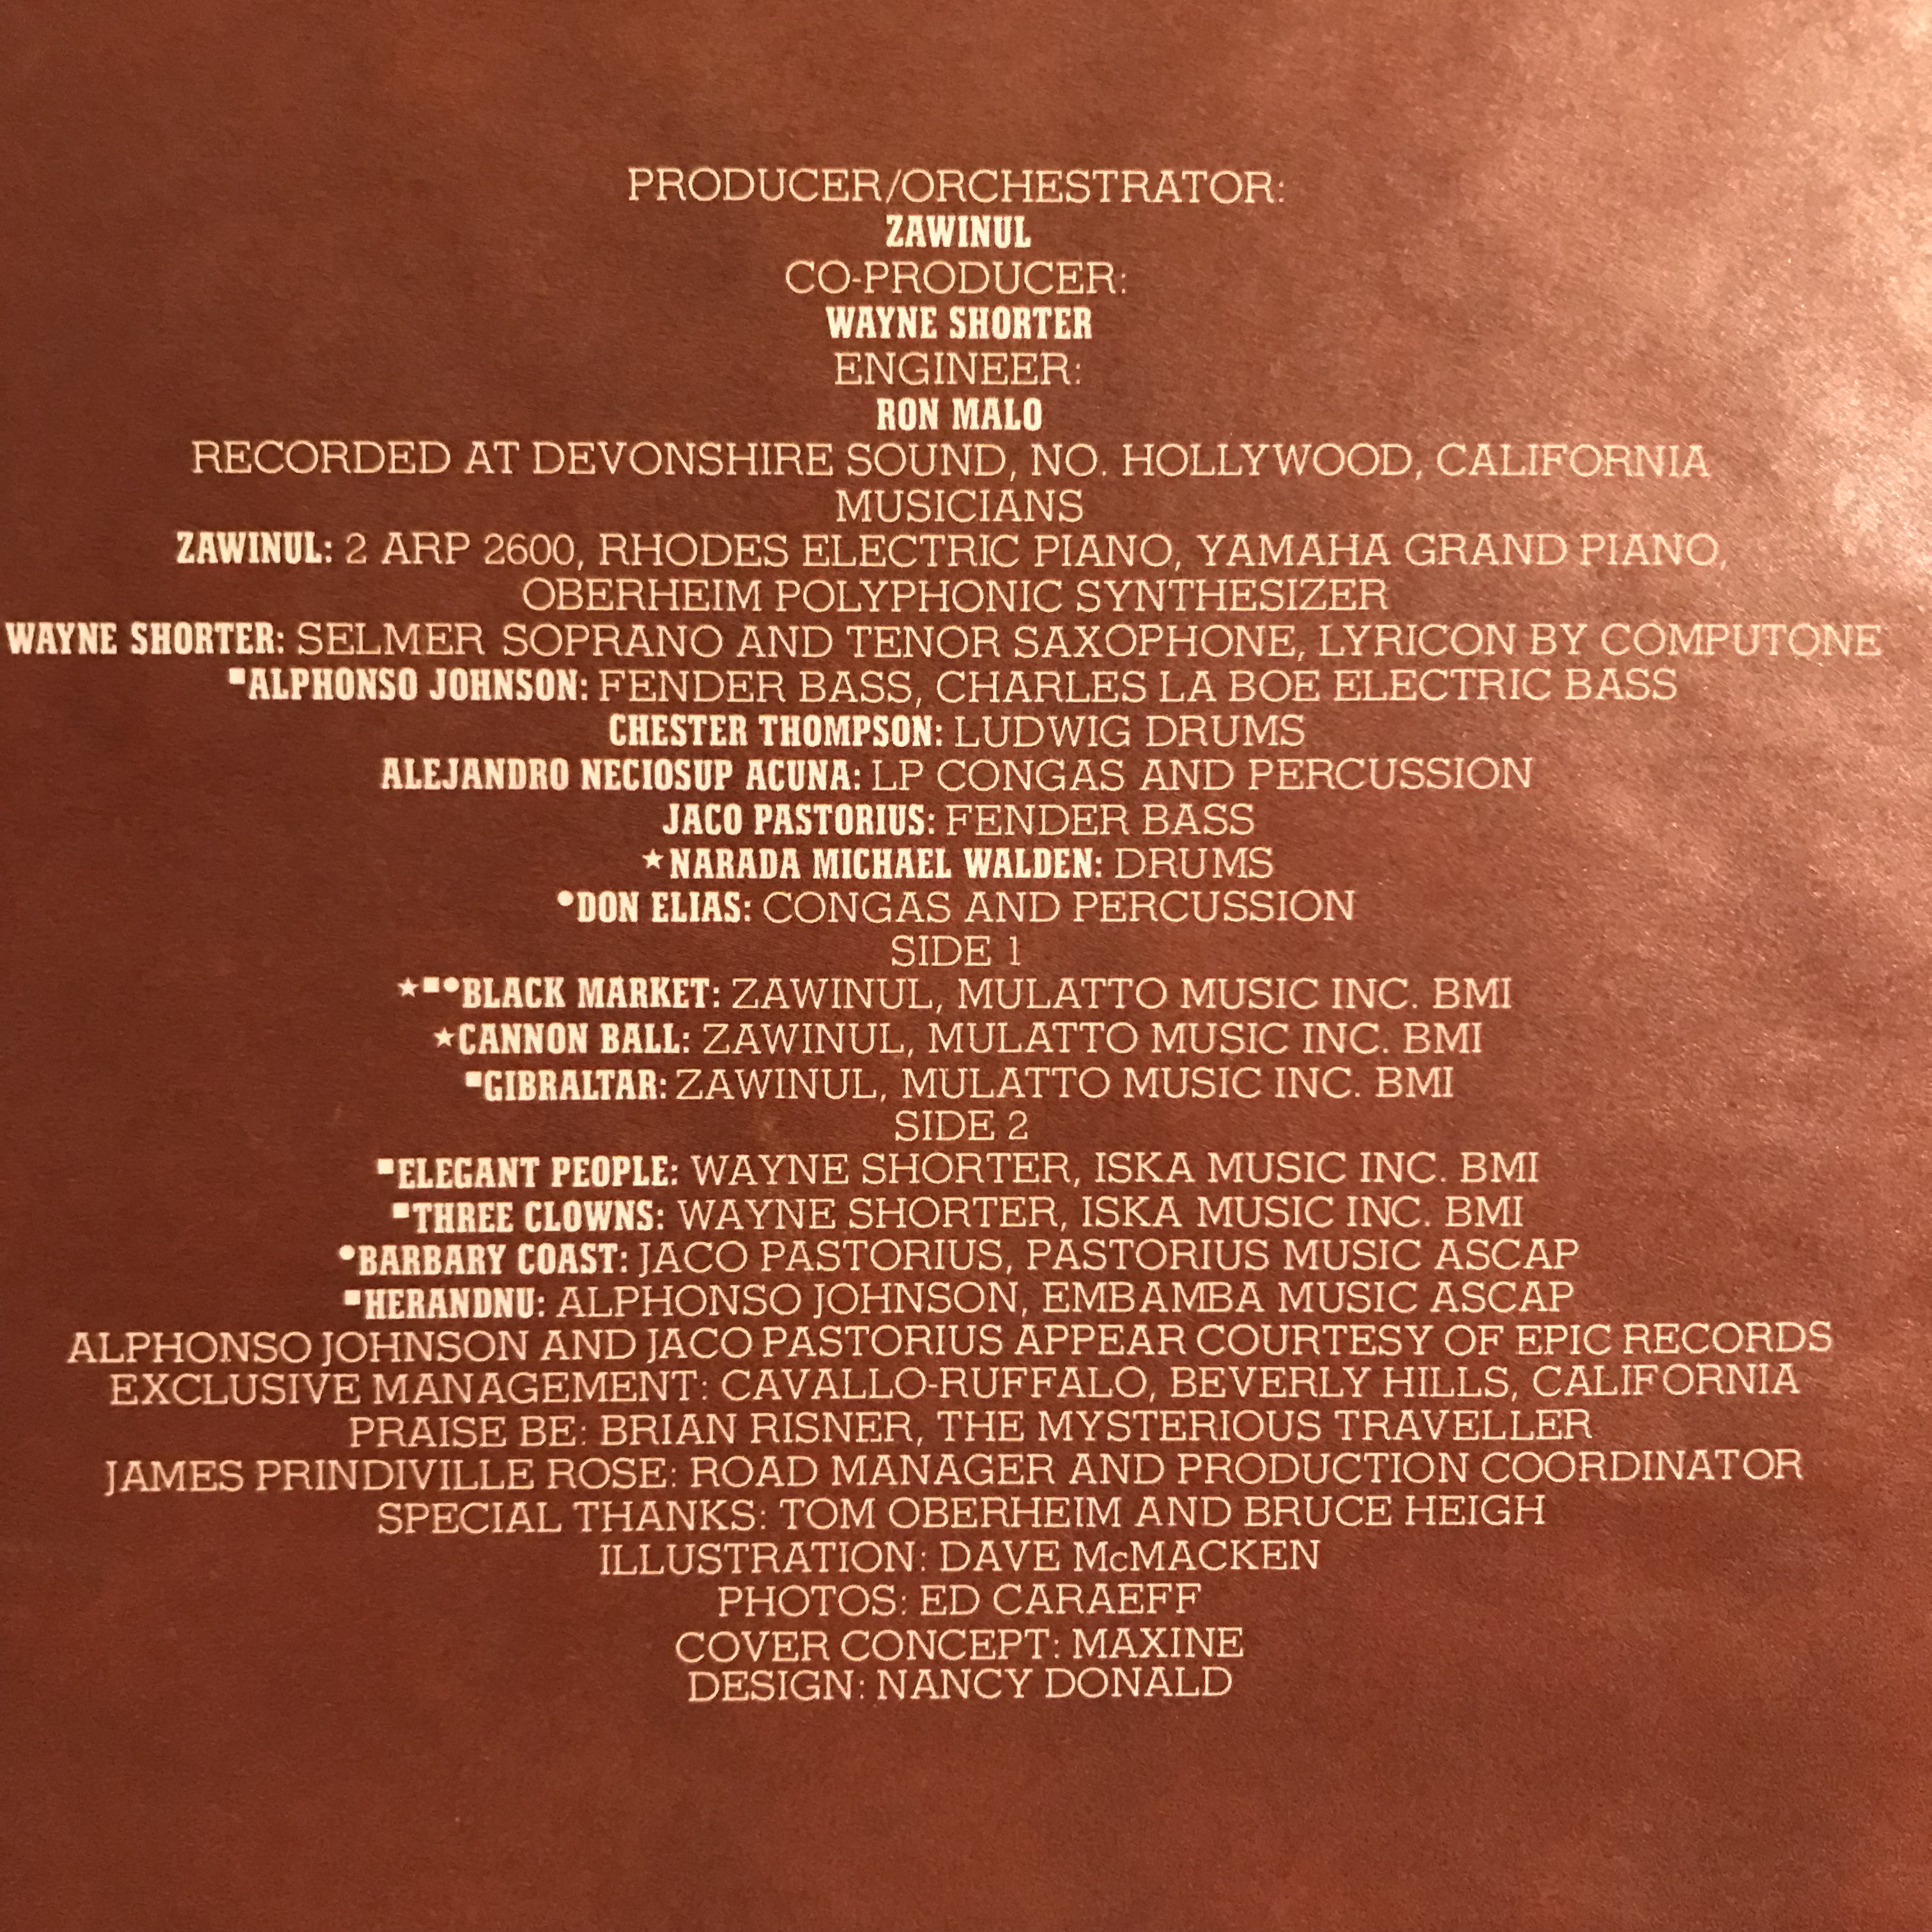 PRODUCER/ORCHESTRATOR:
ZAWINUL
CO-PRODUCER:
WAYNE SHORTER
ENGINEER:
RON MALO
RECORDED AT DEVONSHIRE SOUND, NO. HOLLYWOOD, CALIFORNIA
MUSICIANS
ZAWINUL: 2 ARP 2600, RHODES ELECTRIC PIANO, YAMAHA GRAND PIANO,
OBERHEIM POLYPHONIC SYNTHESIZER
WAYNE SHORTER: SELMER SOPRANO AND TENOR SAXOPHONE, LYRICON BY COMPUTONE
■ALPHONSO JOHNSON: FENDER BASS, CHARLES LA BOE ELECTRIC BASS
CHESTER THOMPSON: LUDWIG DRUMS
ALEJANDRO NECIOSUP ACUNA: LP CONGAS AND PERCUSSION
JACO PASTORIUS: FENDER BASS
★NARADA MICHAEL WALDEN: DRUMS
●DON ELIAS: CONGAS AND PERCUSSION
SIDE 1
★■●BLACK MARKET: ZAWINUL, MULATTO MUSIC INC. BMI
★CANNON BALL: ZAWINUL, MULATTO MUSIC INC. BMI
■GIBRALTAR: ZAWINUL, MULATTO MUSIC INC. BMI
SIDE 2
■ELEGANT PEOPLE: WAYNE SHORTER, ISKA MUSIC INC. BMI
■THREE CLOWNS: WAYNE SHORTER, ISKA MUSIC INC. BMI
●BARBARY COAST: JACO PASTORIUS, PASTORIUS MUSIC ASCAP
■HERANDNU: ALPHONSO JOHNSON, EMBAMBA MUSIC ASCAP
ALPHONSO JOHNSON AND JACO PASTORIUS APPEAR COURTESY OF EPIC RECORDS
EXCLUSIVE MANAGEMENT: CAVALLO-RUFFALO, BEVERLY HILLS, CALIFORNIA
PRAISE BE: BRIAN RISNER, THE MYSTERIOUS TRAVELLER
JAMES PRINDIVILLE ROSE: ROAD MANAGER AND PRODUCTION COORDINATOR
SPECIAL THANKS: TOM OBERHEIM AND BRUCE HEIGH
ILLUSTRATION: DAVE McMACKEN
PHOTOS: ED CARAEFF
COVER CONCEPT: MAXINE
DESIGN: NANCY DONALD